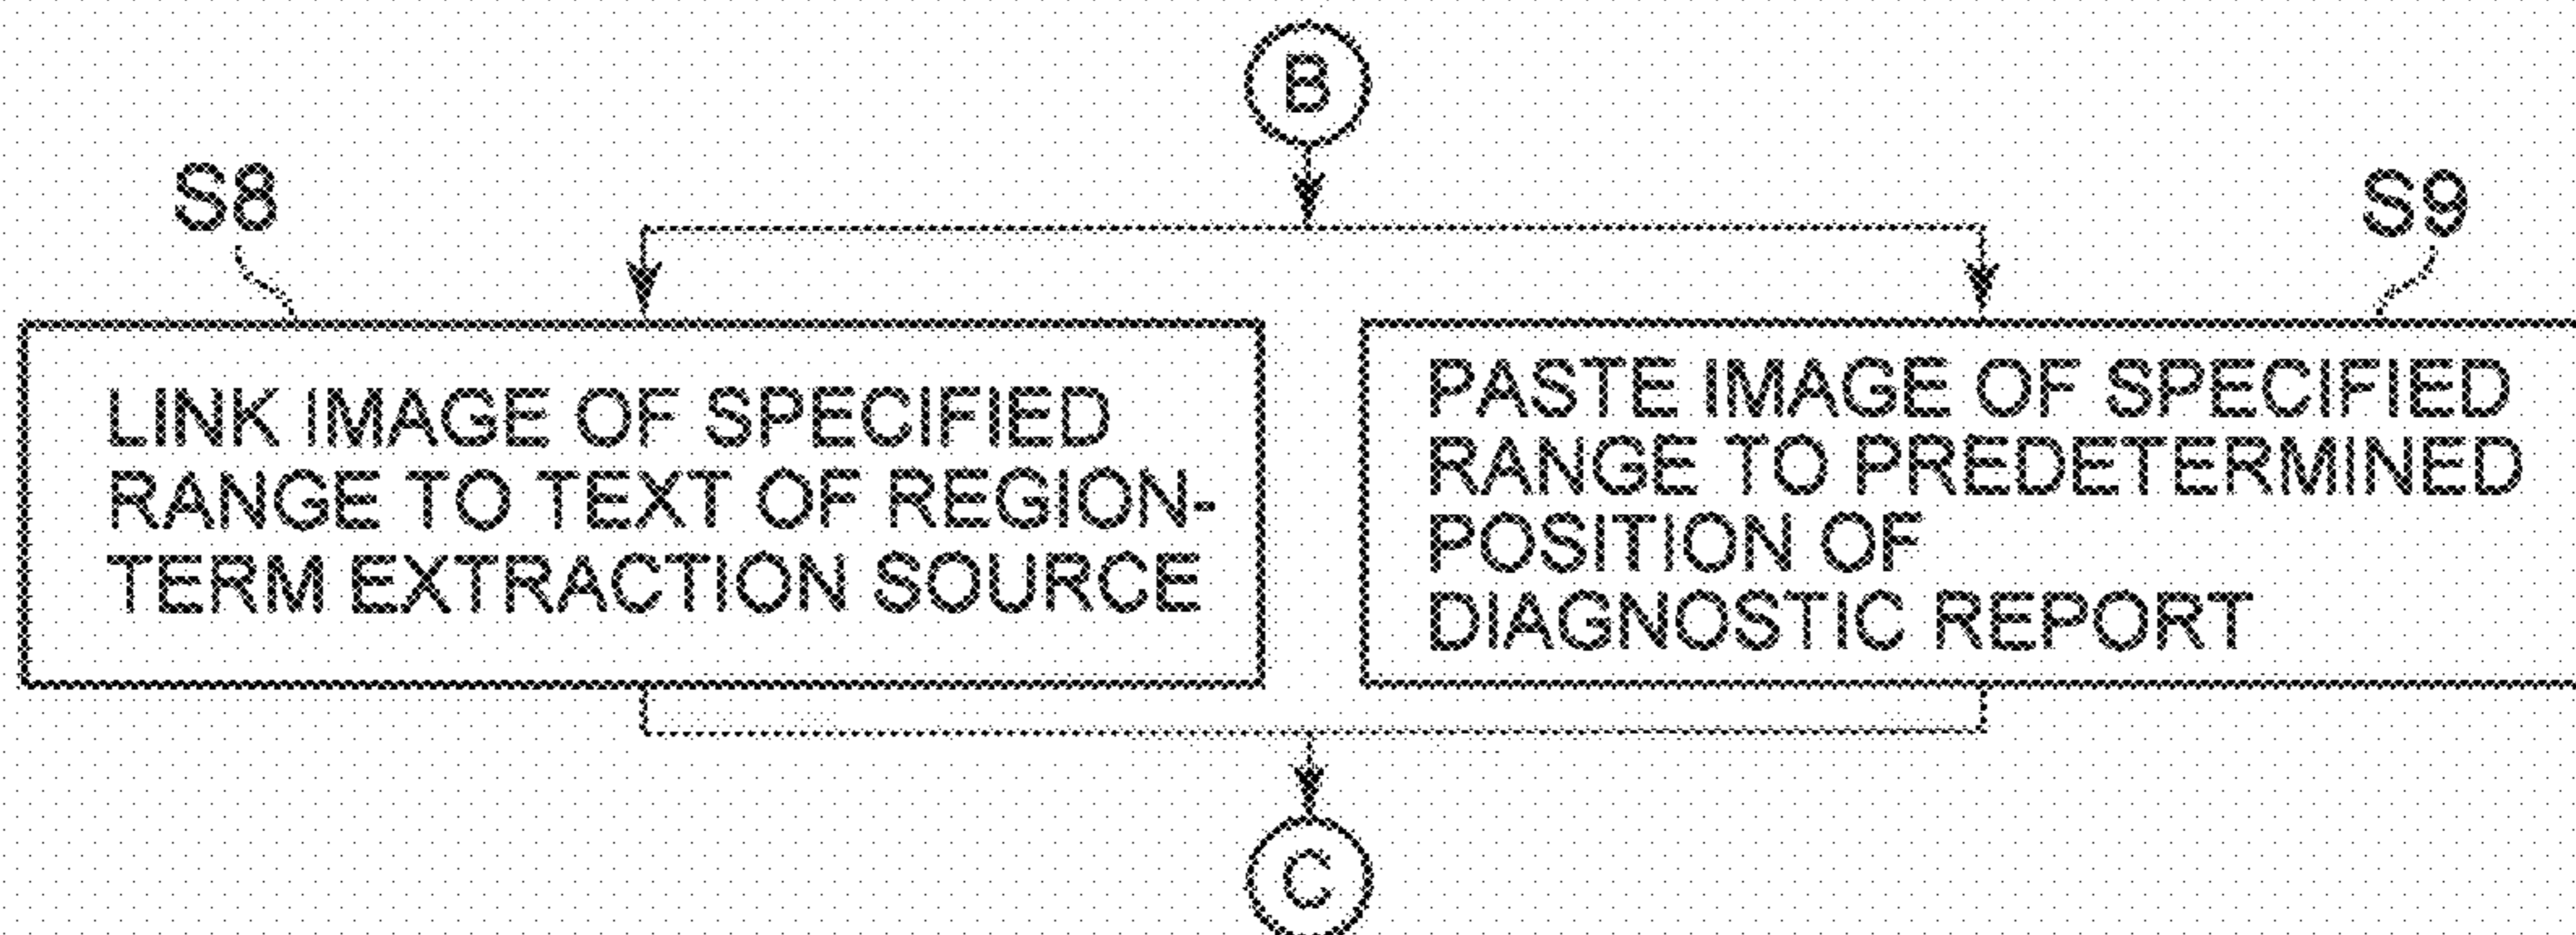 B
S8
S9
LINK IMAGE OF SPECIFIED
RANGE TO TEXT OF REGION-
TERM EXTRACTION SOURCE
PASTE IMAGE OF SPECIFIED
RANGE TO PREDETERMINED
POSITION OF
DIAGNOSTIC REPORT
C